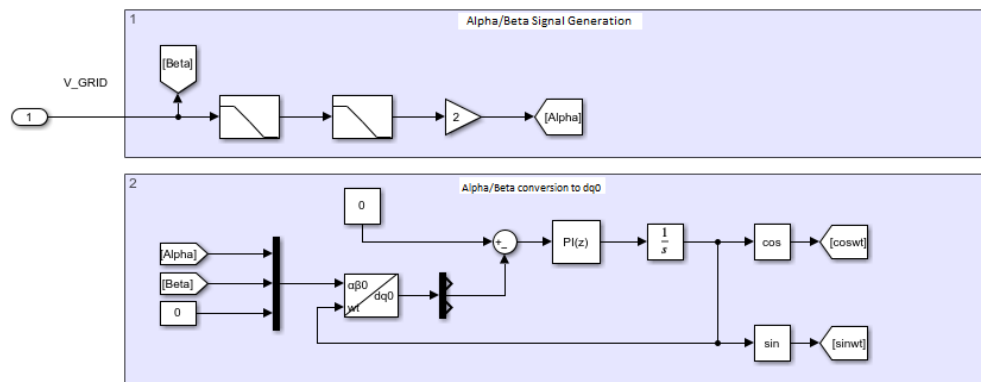 1
Alpha/Beta Signal Generation
[Beta]
V_GRID
1
2
[Alpha]
2
Alpha/Beta conversion to dq0
0
[Alpha]
[Beta]
0
αβ0
wt
dq0
+
_
PI(z)
1
s
cos
[coswt]
sin
[sinwt]